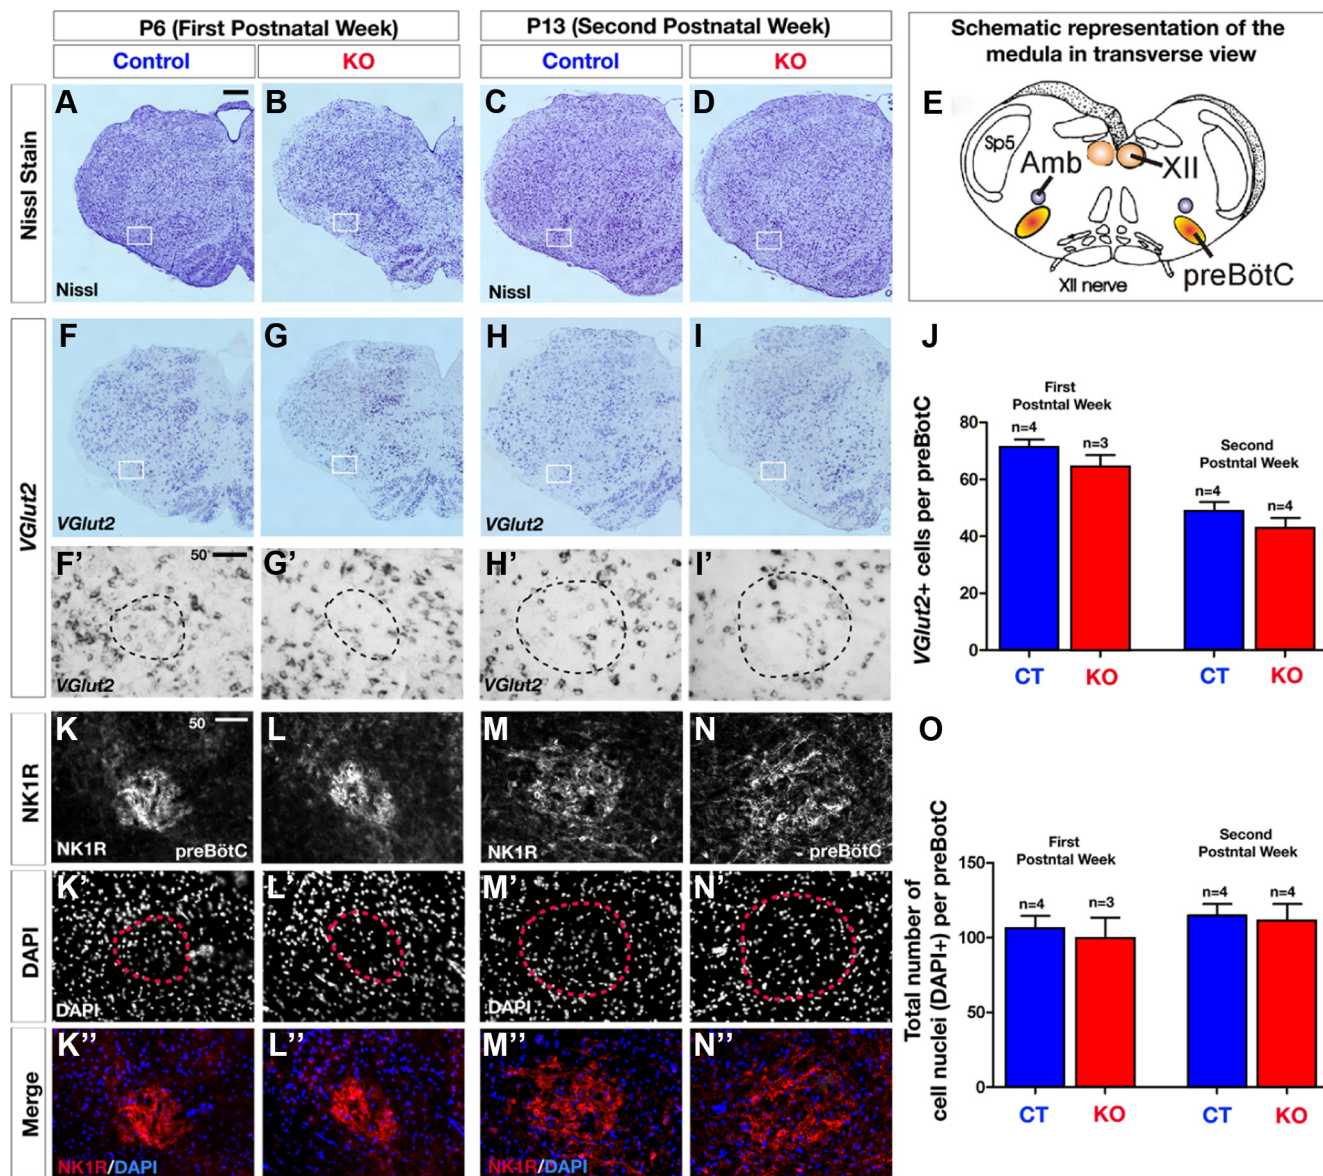 P6 (First Postnatal Week)
P13 (Second Postnatal Week)
Control
KO
Control
KO
Schematic representation of the
medula in transverse view
Nissl Stain
A
B
C
D
Nissl
Nissl
E
Sp5
Amb
XII
preBötC
XII nerve
VGlut2
F
G
H
I
VGlut2
VGlut2
F'
50
G'
H'
I'
VGlut2
VGlut2
J
VGlut2+ cells per preBötC
First
Postntal Week
Second
Postntal Week
n=4
n=3
n=4
n=4
80
60
40
20
0
CT
KO
CT
KO
NK1R
K
50
L
M
N
NK1R
preBötC
NK1R
preBötC
DAPI
K'
L'
M'
N'
DAPI
DAPI
Merge
K''
L''
M''
N''
NK1R/DAPI
NK1R/DAPI
O
Total number of
cell nuclei (DAPI+) per preBotC
First
Postntal Week
Second
Postntal Week
n=4
n=3
n=4
n=4
150
100
50
0
CT
KO
CT
KO